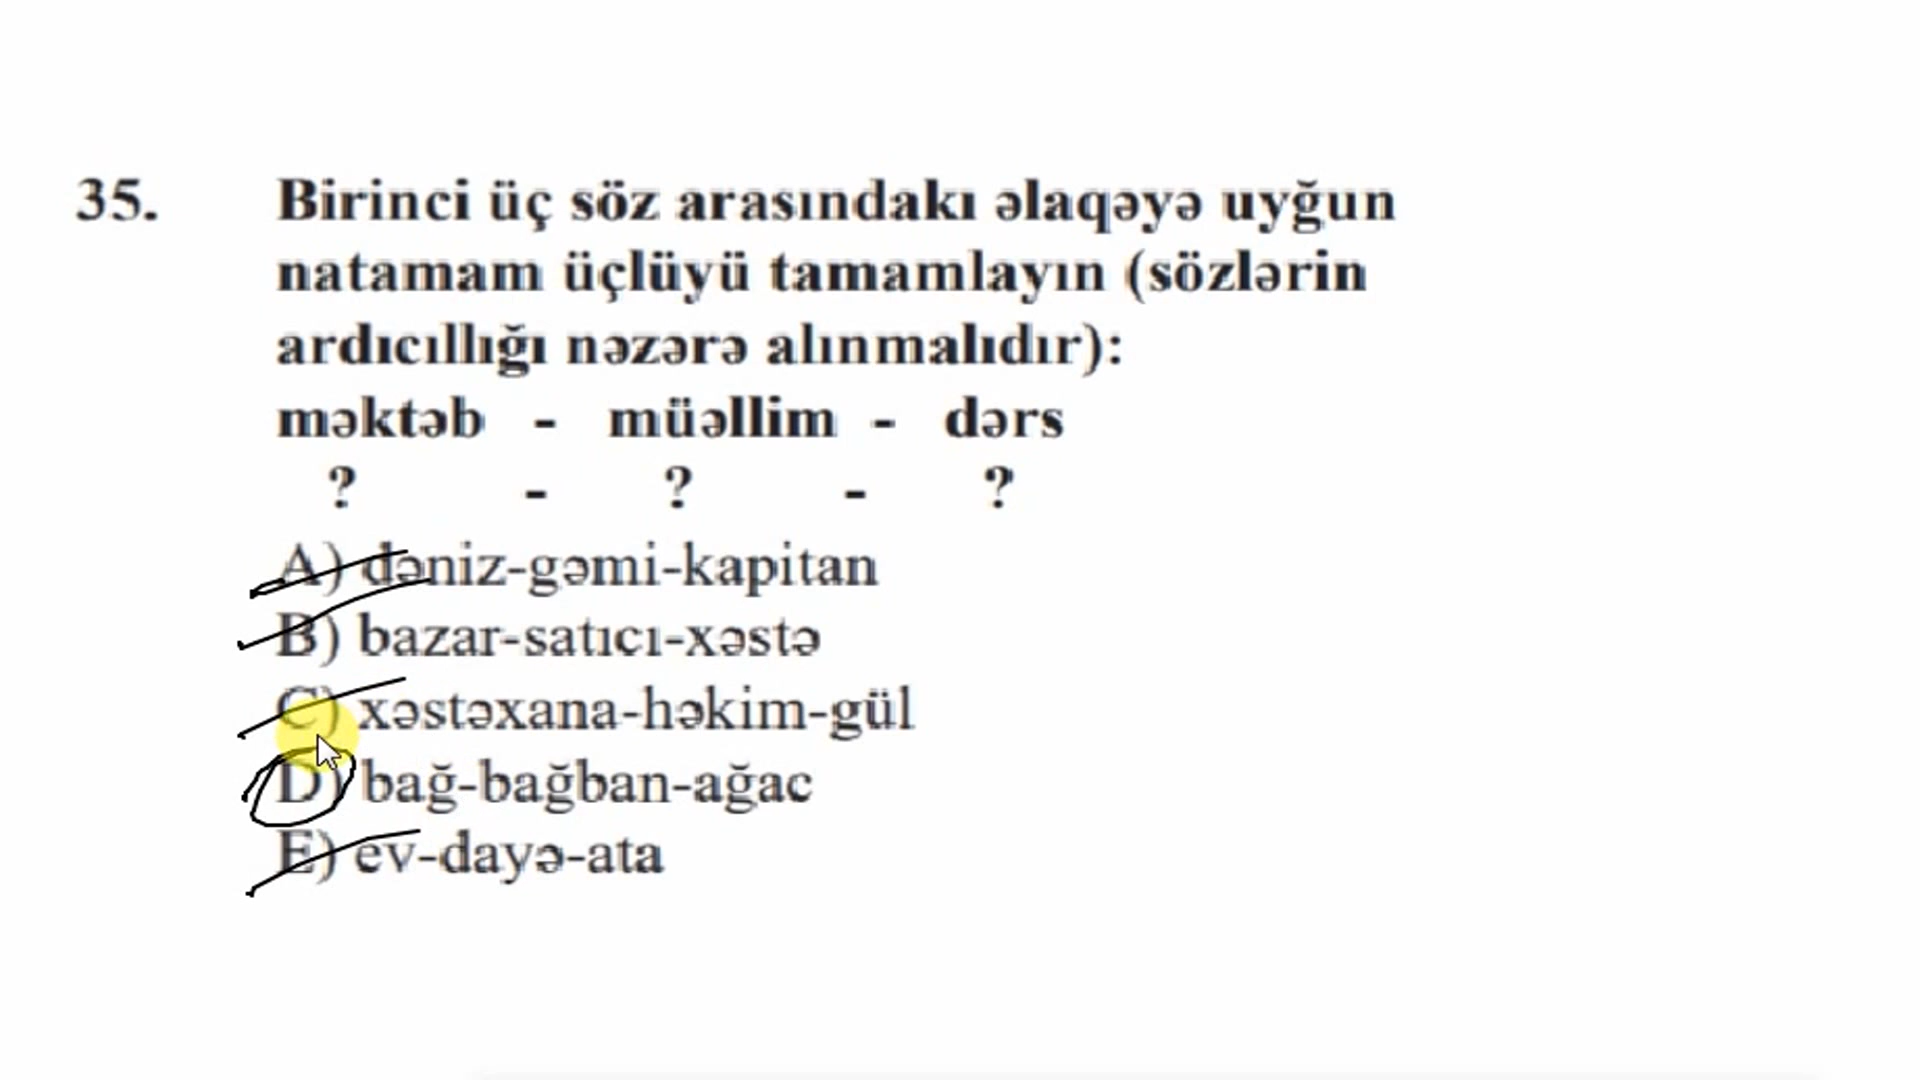 35. Birinci üç söz arasındakı əlaqəyə uyğun
natamam üçlüyü tamamlayın (sözlərin
ardıcıllığı nəzərə alınmalıdır):
məktəb - müəllim - dərs
? - ? - ?
A) dəniz-gəmi-kapitan
B) bazar-satıcı-xəstə
C) xəstəxana-həkim-gül
D) bağ-bağban-ağac
E) ev-dayə-ata